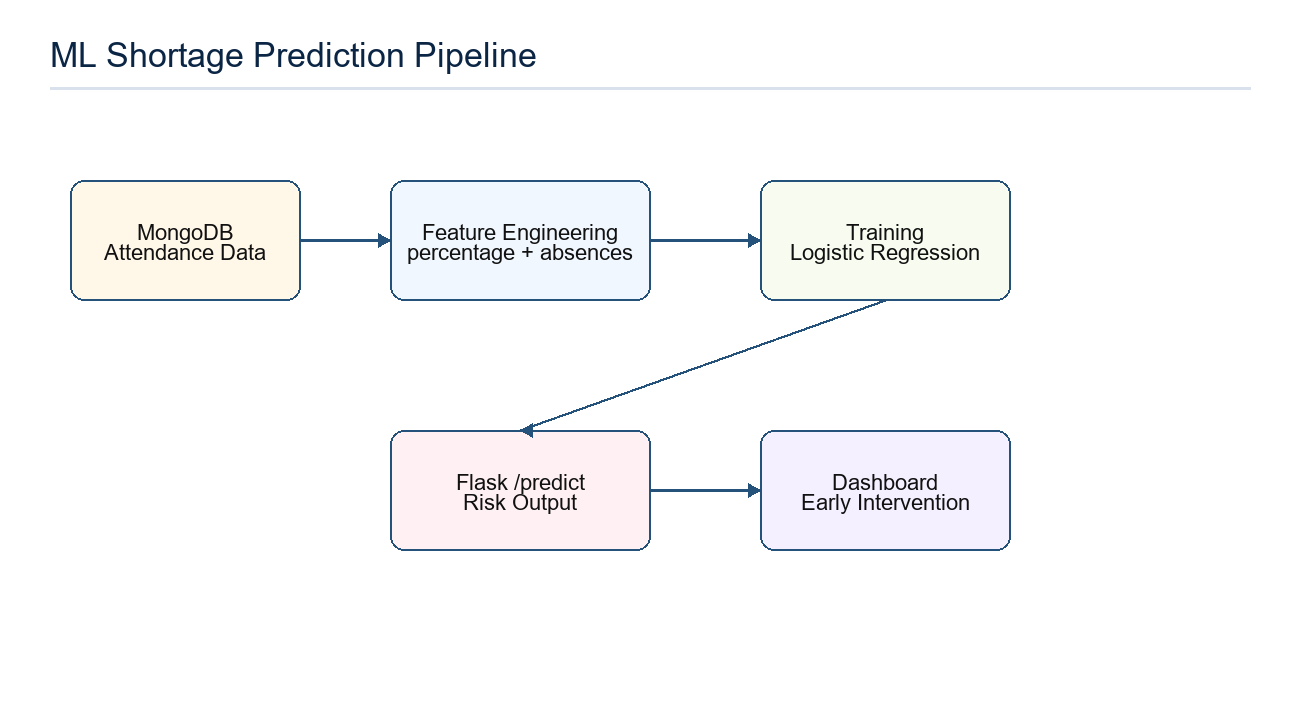 ML Shortage Prediction Pipeline
MongoDB
Attendance Data
Feature Engineering
percentage + absences
Training
Logistic Regression
Flask /predict
Risk Output
Dashboard
Early Intervention